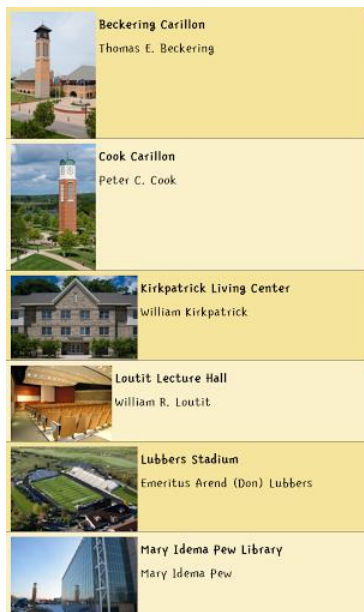 Beckering Carillon
Thomas E. Beckering
Cook Carillon
Peter C. Cook
Kirkpatrick Living Center
William Kirkpatrick
Loutit Lecture Hall
William R. Loutit
Lubbers Stadium
Emeritus Arend (Don) Lubbers
Mary Idema Pew Library
Mary Idema Pew